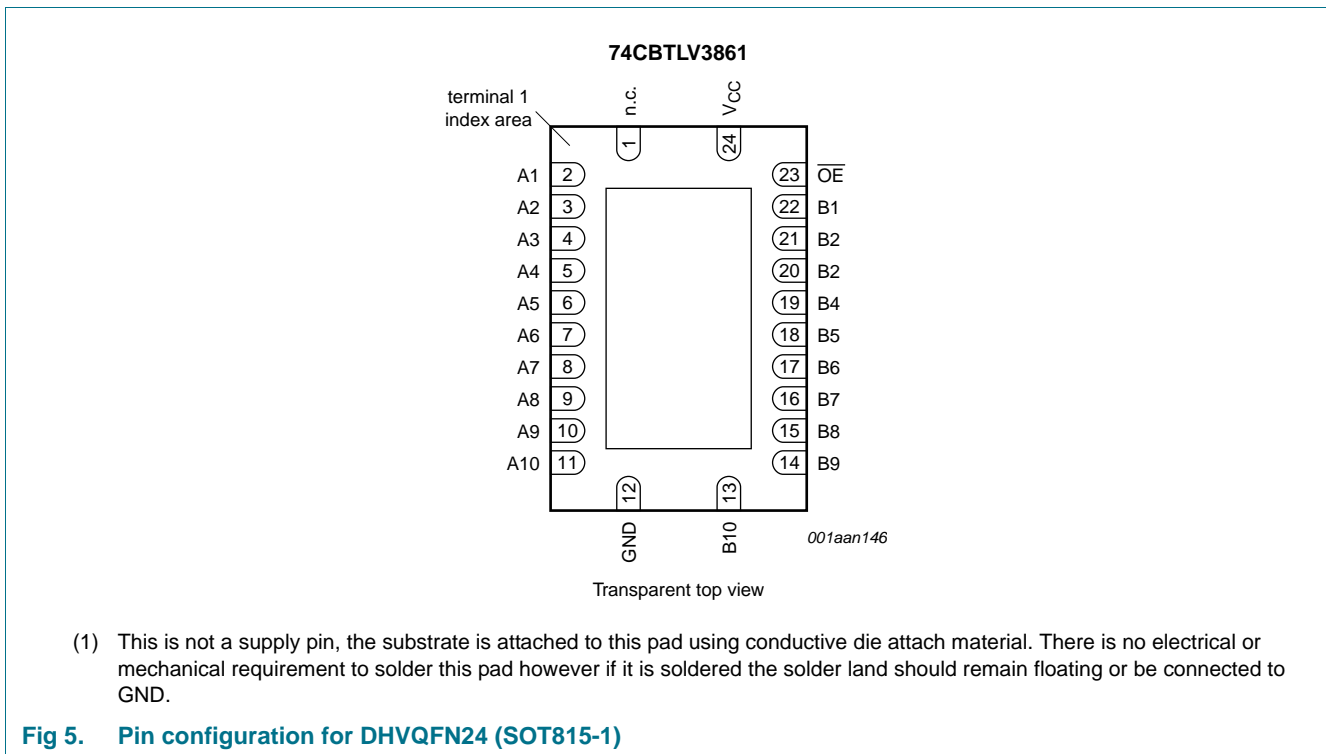 74CBTLV3861
terminal 1
index area
n.c.
VCC
1
24
A1 2 23 OE
A2 3 22 B1
A3 4 21 B2
A4 5 20 B2
A5 6 19 B4
A6 7 18 B5
A7 8 17 B6
A8 9 16 B7
A9 10 15 B8
A10 11 14 B9
12 13
GND B10
001aan146
Transparent top view
(1) This is not a supply pin, the substrate is attached to this pad using conductive die attach material. There is no electrical or
mechanical requirement to solder this pad however if it is soldered the solder land should remain floating or be connected to
GND.
Fig 5. Pin configuration for DHVQFN24 (SOT815-1)